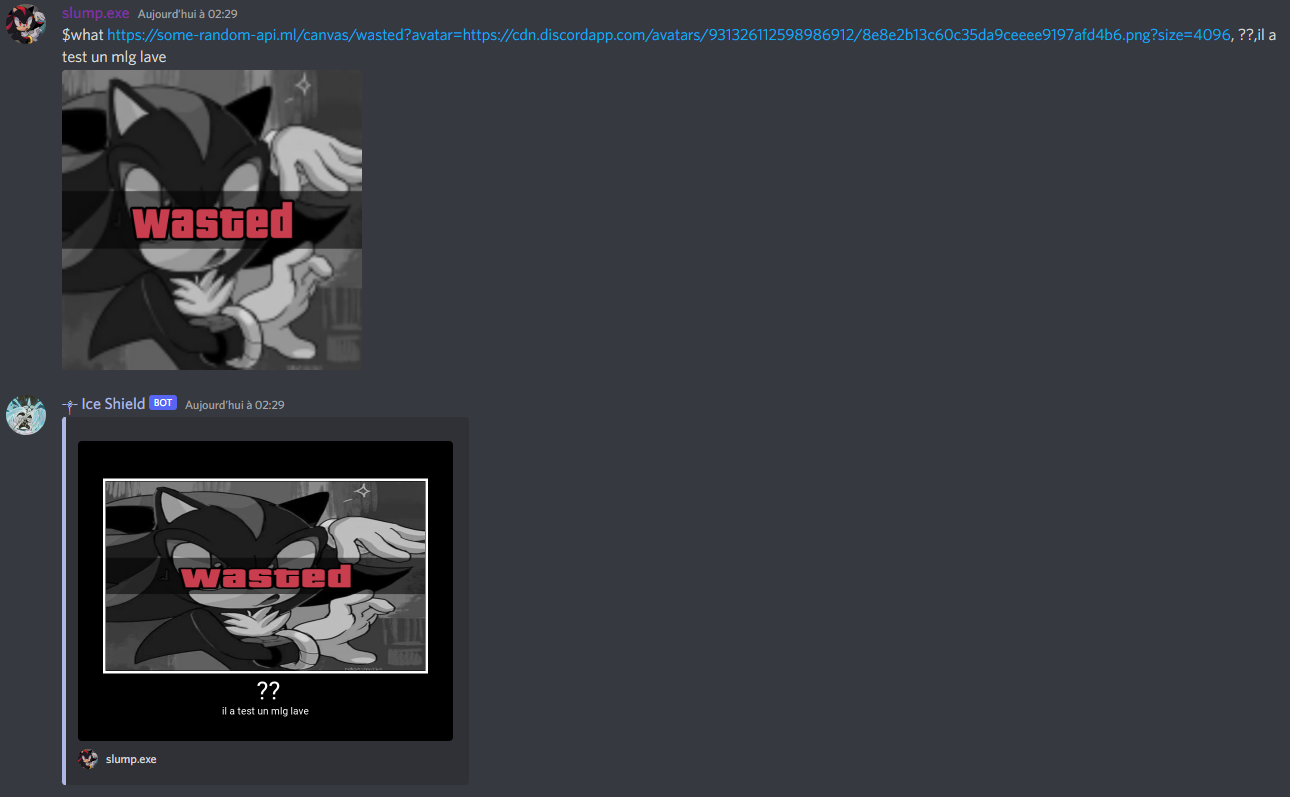 slump.exe Aujourd'hui à 02:29
$what https://some-random-api.ml/canvas/wasted?avatar=https://cdn.discordapp.com/avatars/931326112598986912/8e8e2b13c60c35da9ceeee9197afd4b6.png?size=4096, ??,il a
test un mlg lave
wasted
Ice Shield BOT Aujourd'hui à 02:29
wasted
??
il a test un mlg lave
slump.exe